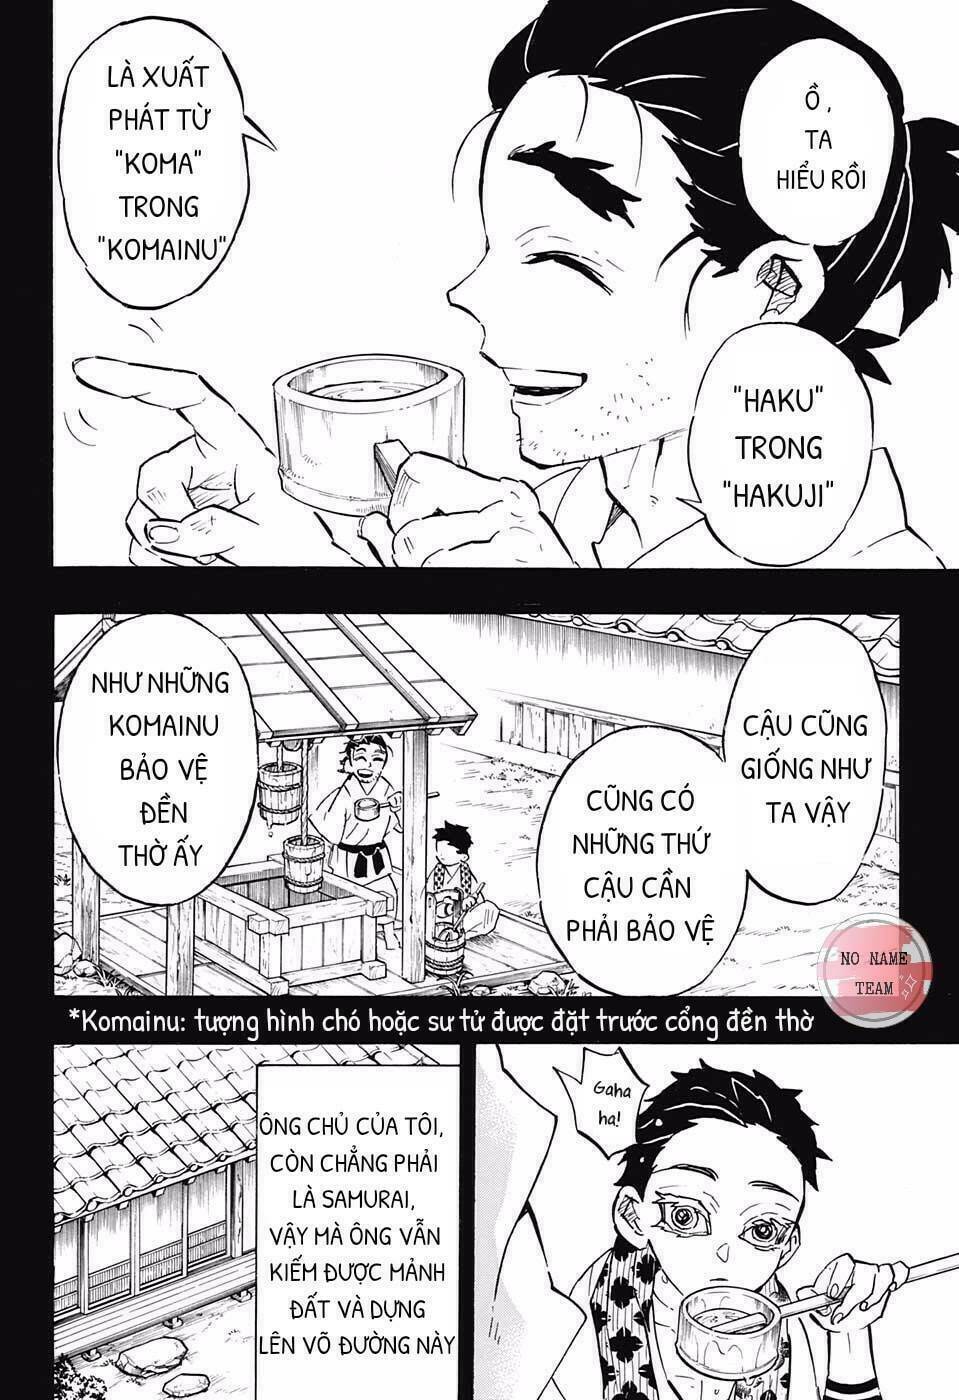 Ồ,
TA
HIỂU RỒI
"HAKU"
TRONG
"HAKUJI"
LÀ XUẤT
PHÁT TỪ
"KOMA"
TRONG
"KOMAINU"
CẬU CŨNG
GIỐNG NHƯ
TA VẬY
CŨNG CÓ
NHỮNG THỨ
CẬU CẦN
PHẢI BẢO VỆ
NHƯ NHỮNG
KOMAINU
BẢO VỆ
ĐỀN
THỜ ẤY
NO NAME
TEAM
*Komainu: tượng hình chó hoặc sư tử được đặt trước cổng đền thờ
Gaha
ha!
ÔNG CHỦ CỦA TÔI,
CÒN CHẲNG PHẢI
LÀ SAMURAI,
VẬY MÀ ÔNG VẪN
KIẾM ĐƯỢC MẢNH
ĐẤT VÀ DỰNG
LÊN VÕ ĐƯỜNG NÀY